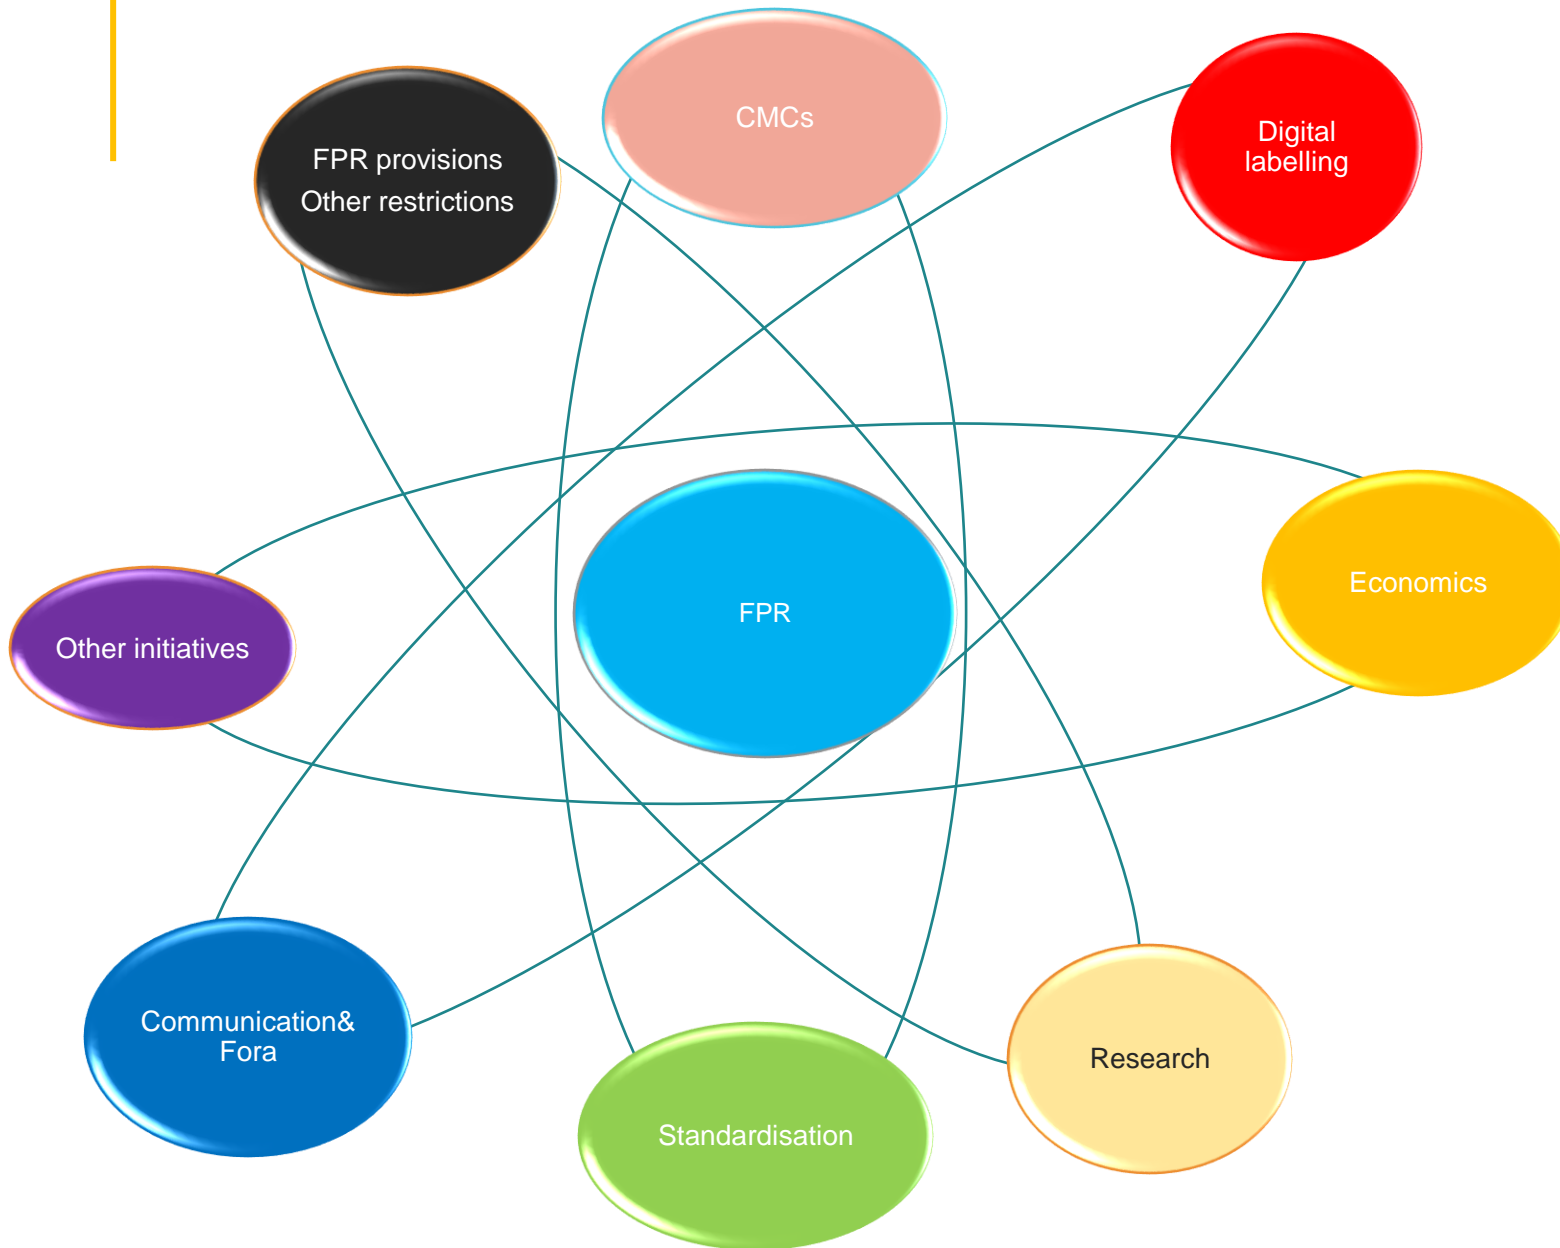 CMCs
Digital
labelling
FPR provisions
Other restrictions
Economics
FPR
Other initiatives
Communication&
Fora
Research
Standardisation